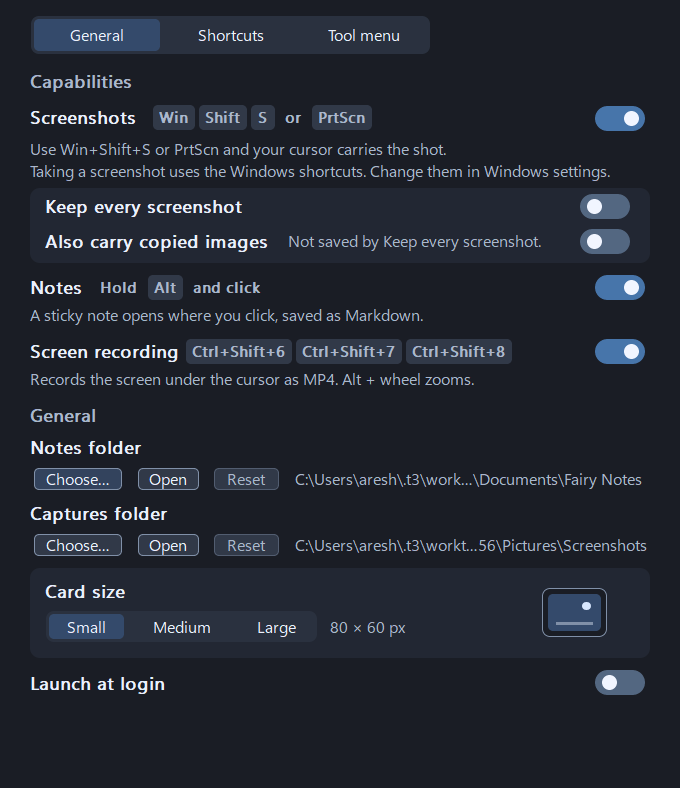 General Shortcuts Tool menu
Capabilities
Screenshots Win Shift S or PrtScn
Use Win+Shift+S or PrtScn and your cursor carries the shot.
Taking a screenshot uses the Windows shortcuts. Change them in Windows settings.
Keep every screenshot
Also carry copied images Not saved by Keep every screenshot.
Notes Hold Alt and click
A sticky note opens where you click, saved as Markdown.
Screen recording Ctrl+Shift+6 Ctrl+Shift+7 Ctrl+Shift+8
Records the screen under the cursor as MP4. Alt + wheel zooms.
General
Notes folder
Choose... Open Reset C:\Users\aresh\.t3\work...\Documents\Fairy Notes
Captures folder
Choose... Open Reset C:\Users\aresh\.t3\workt...56\Pictures\Screenshots
Card size
Small Medium Large 80 × 60 px
Launch at login